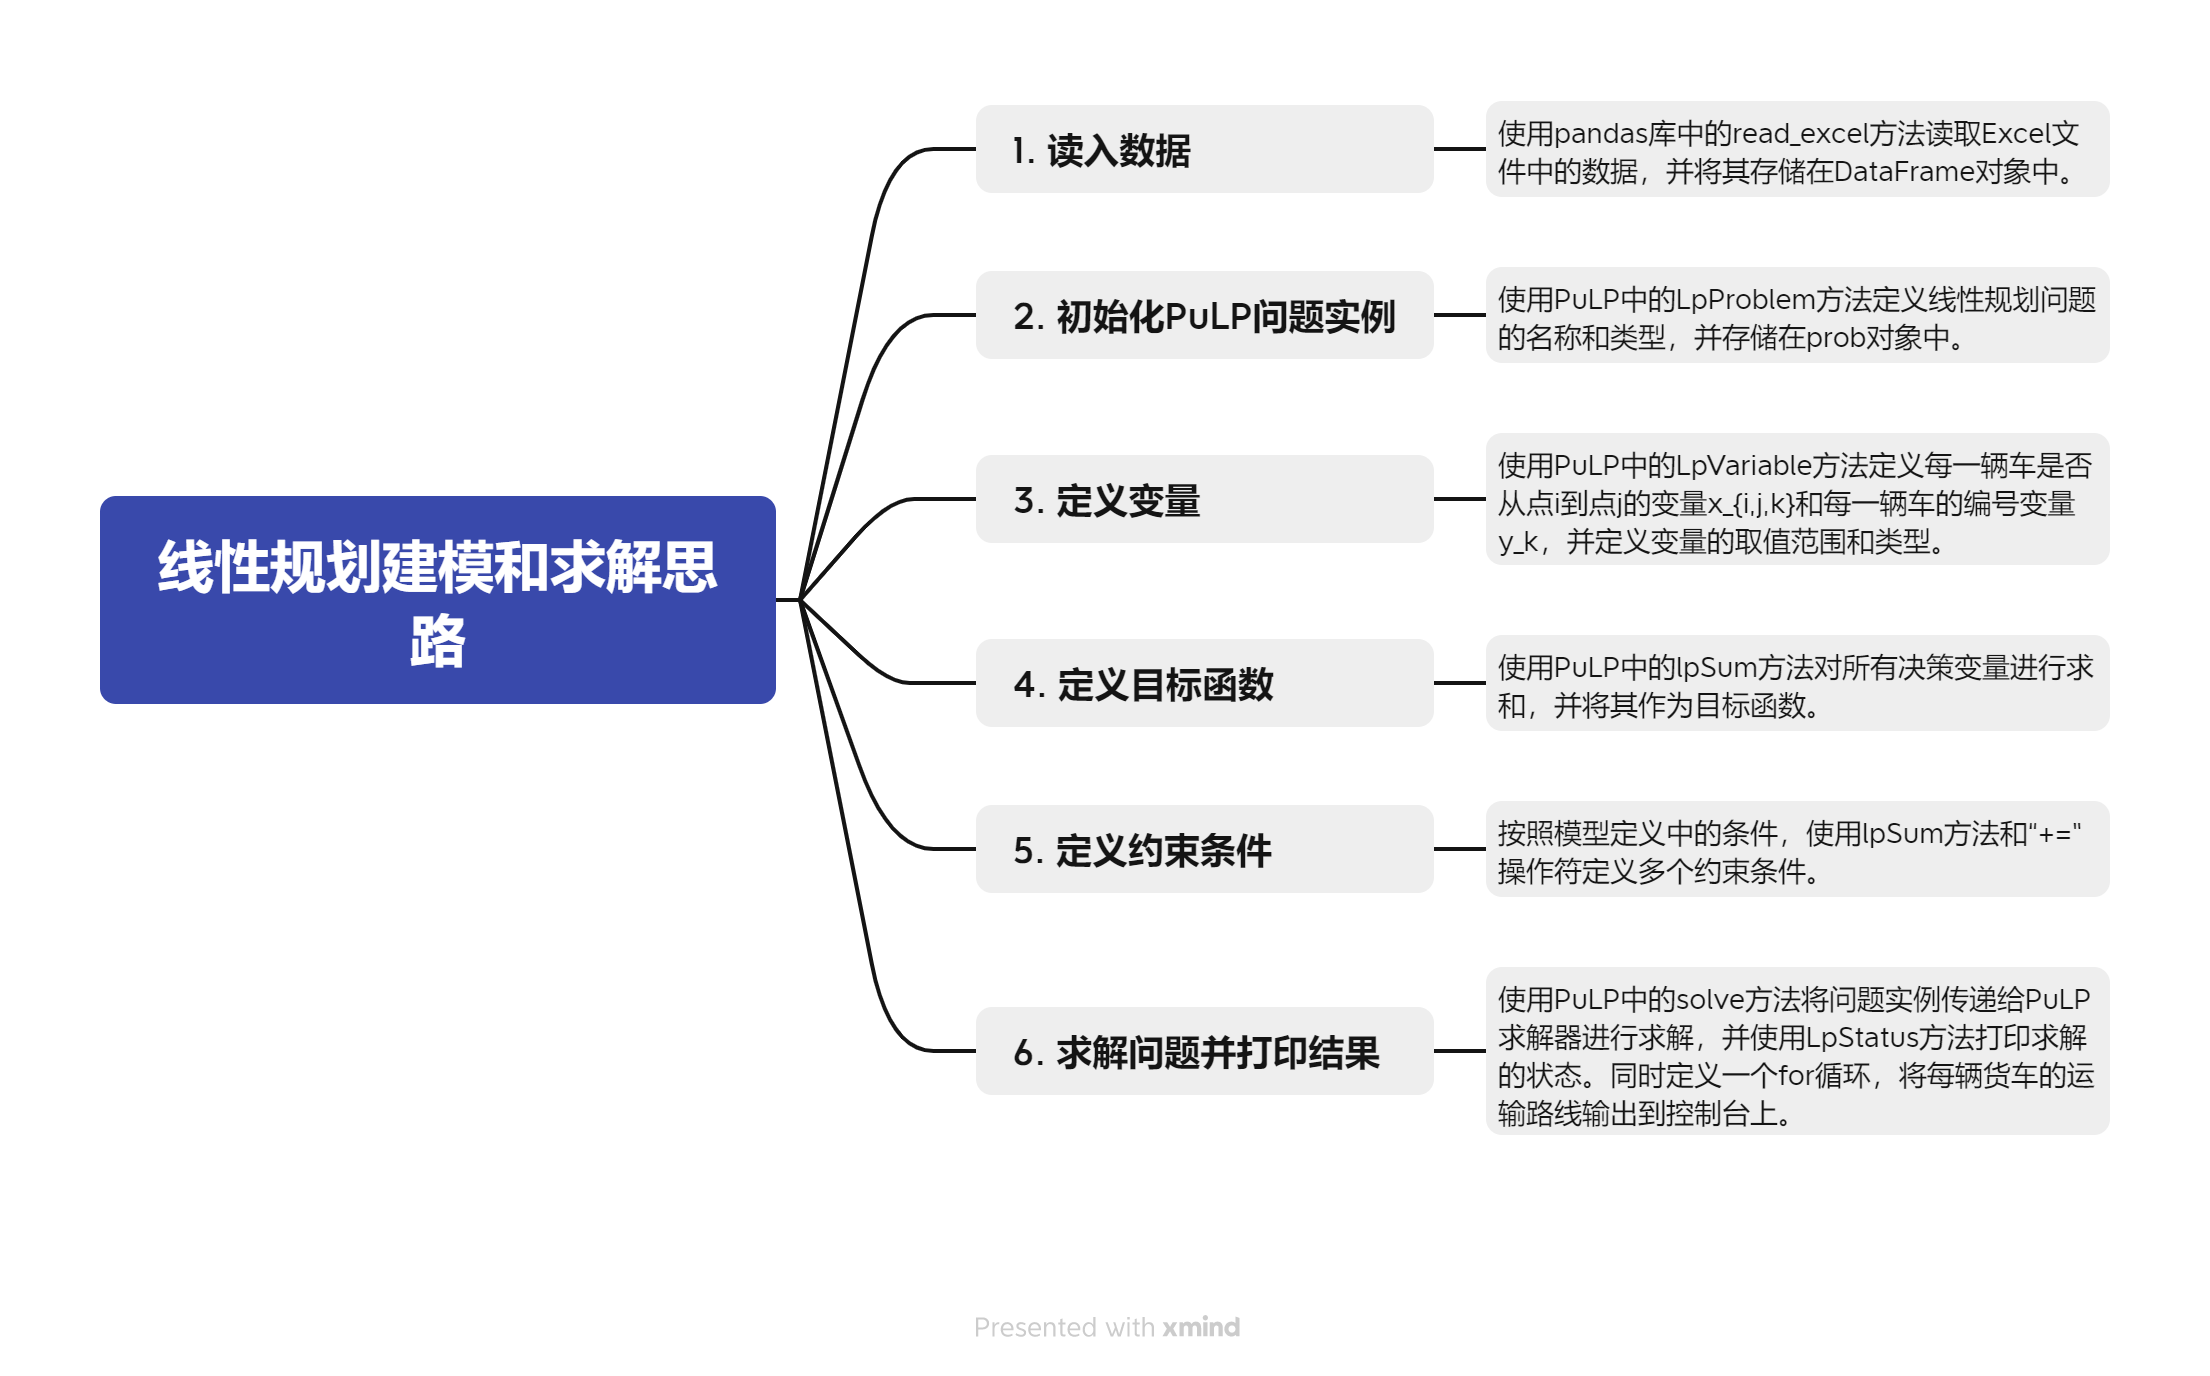 线性规划建模和求解思
路
1. 读入数据
使用pandas库中的read_excel方法读取Excel文
件中的数据，并将其存储在DataFrame对象中。
2. 初始化PuLP问题实例
使用PuLP中的LpProblem方法定义线性规划问题
的名称和类型，并存储在prob对象中。
3. 定义变量
使用PuLP中的LpVariable方法定义每一辆车是否
从点i到点j的变量x_{i,j,k}和每一辆车的编号变量
y_k，并定义变量的取值范围和类型。
4. 定义目标函数
使用PuLP中的lpSum方法对所有决策变量进行求
和，并将其作为目标函数。
5. 定义约束条件
按照模型定义中的条件，使用lpSum方法和“+=”
操作符定义多个约束条件。
6. 求解问题并打印结果
使用PuLP中的solve方法将问题实例传递给PuLP
求解器进行求解，并使用LpStatus方法打印求解
的状态。同时定义一个for循环，将每辆货车的运
输路线输出到控制台上。
Presented with xmind